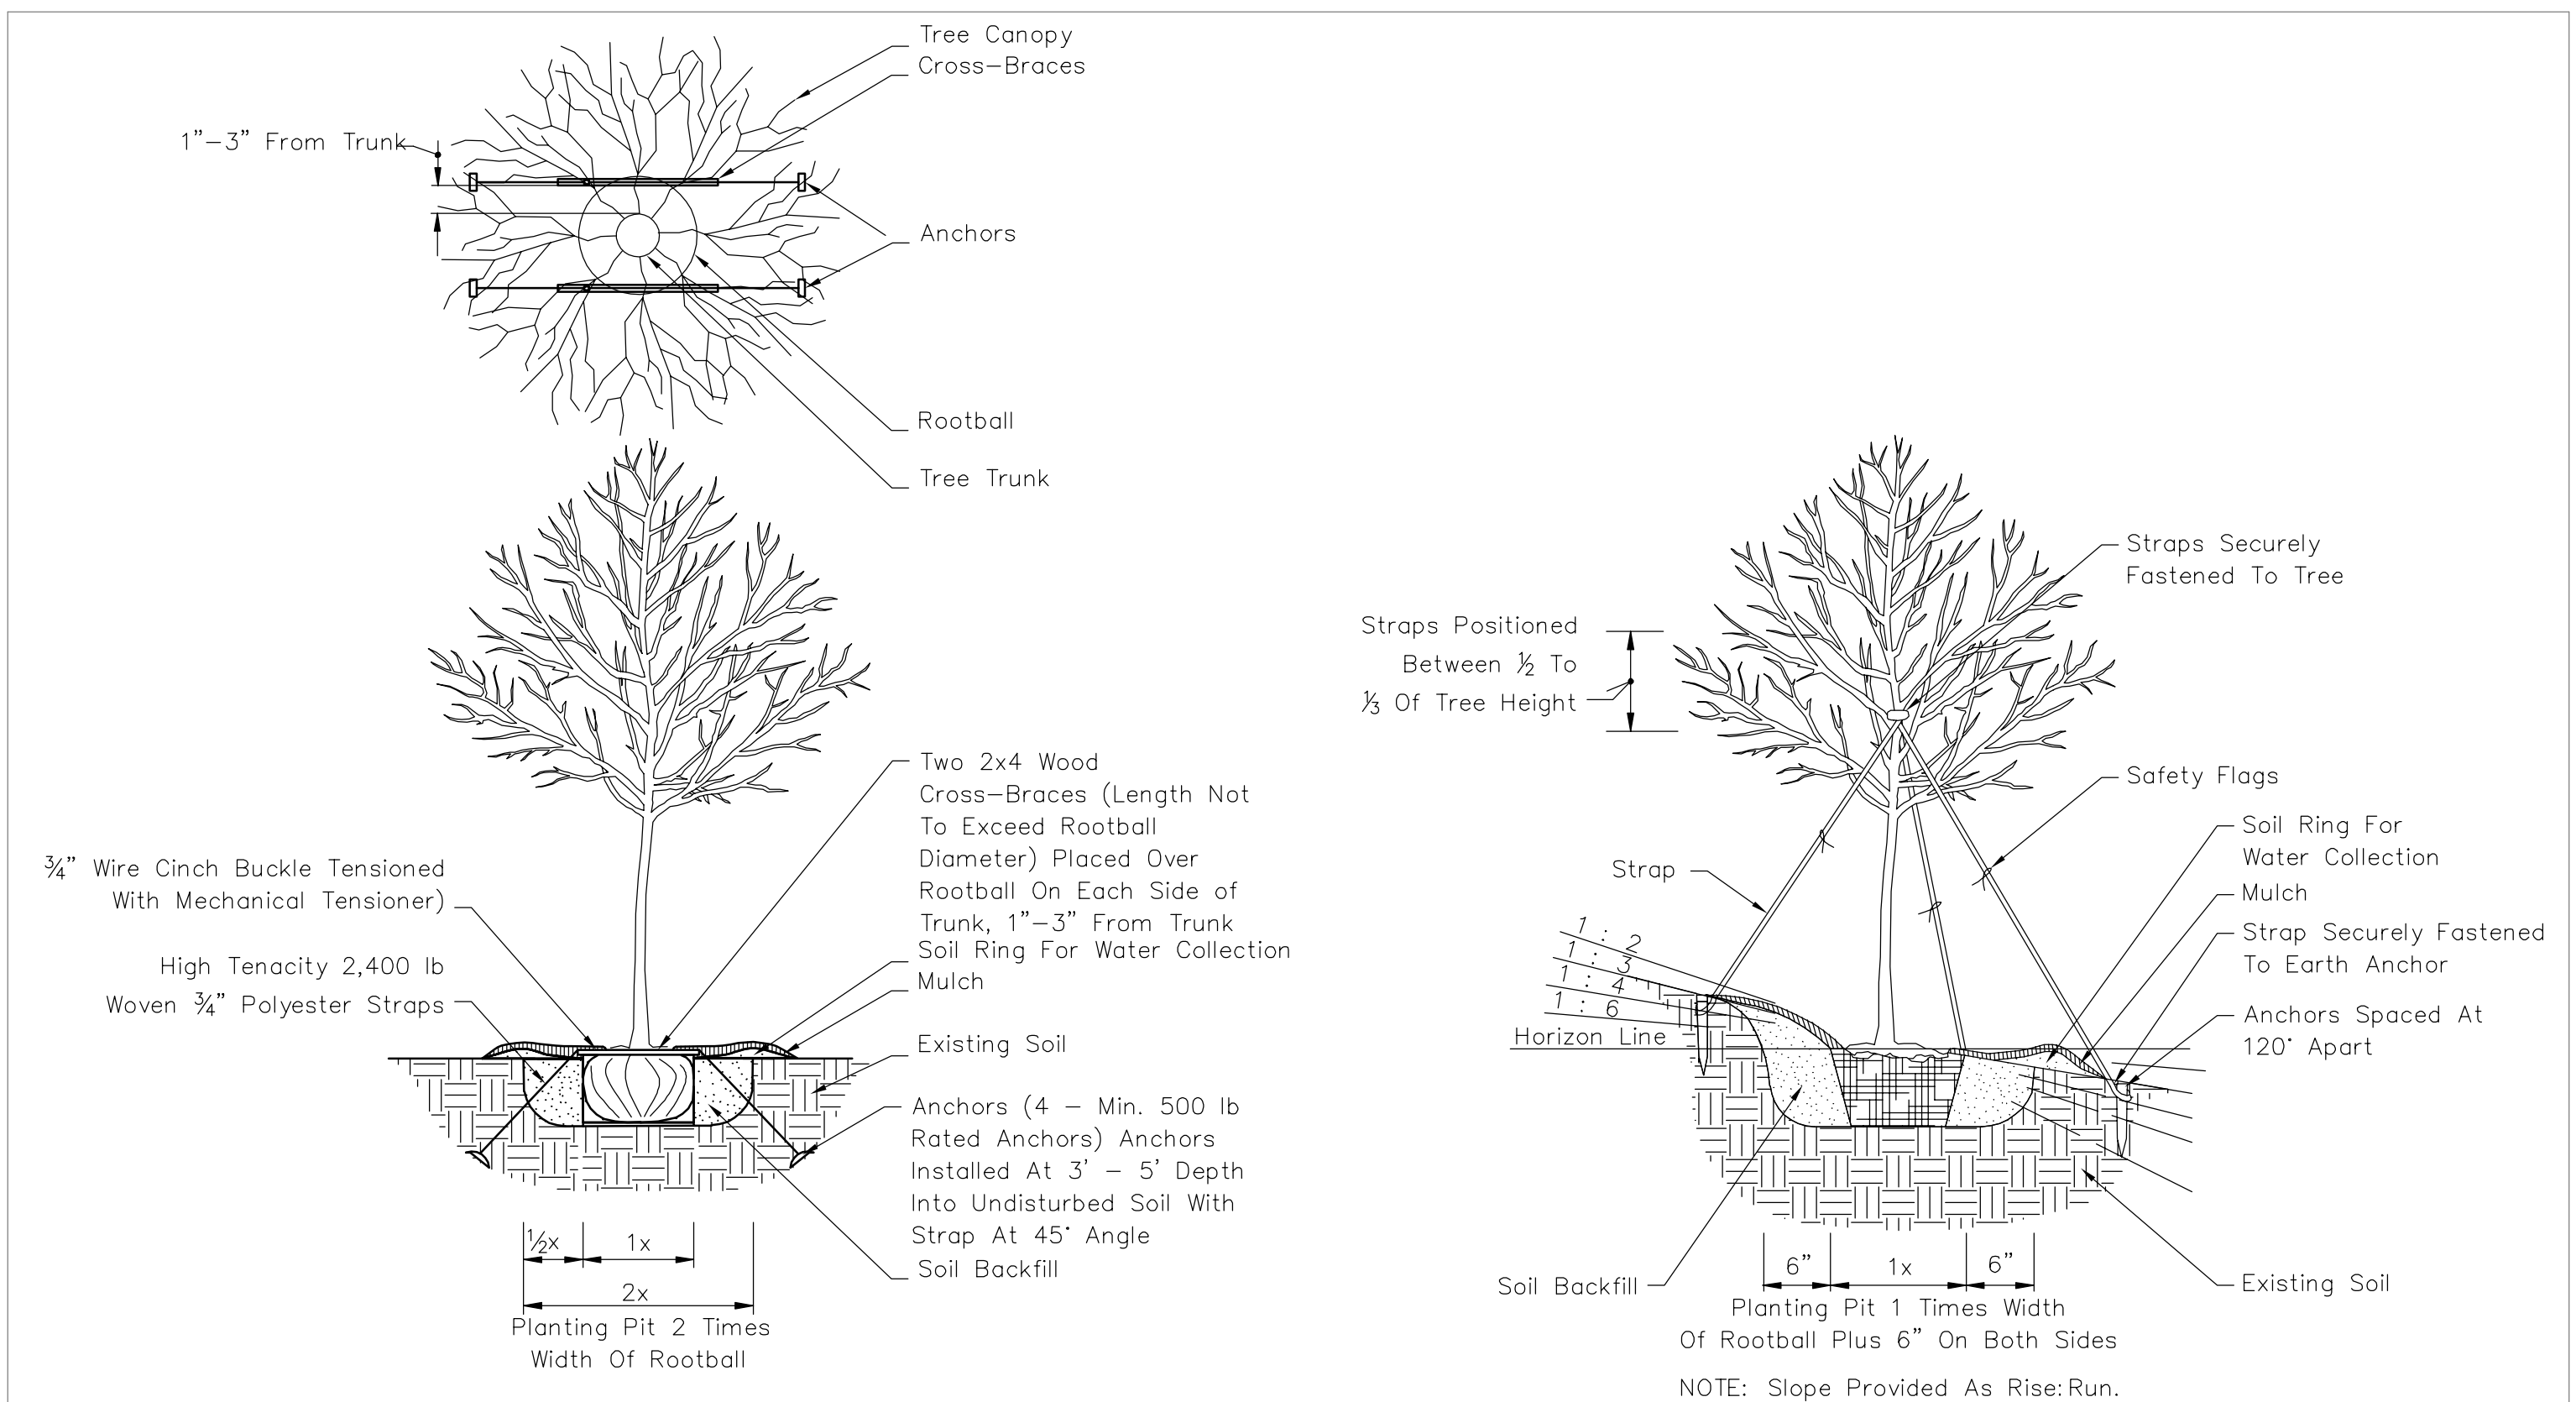 Tree Canopy
Cross-Braces
1”-3” From Trunk
Anchors
Rootball
Tree Trunk
Two 2x4 Wood
Cross-Braces (Length Not
To Exceed Rootball
Diameter) Placed Over
Rootball On Each Side of
Trunk, 1”-3” From Trunk
Soil Ring For Water Collection
Mulch
¾” Wire Cinch Buckle Tensioned
With Mechanical Tensioner)
High Tenacity 2,400 lb
Woven ¾” Polyester Straps
Existing Soil
Anchors (4 - Min. 500 lb
Rated Anchors) Anchors
Installed At 3’ - 5’ Depth
Into Undisturbed Soil With
Strap At 45° Angle
Soil Backfill
½x
1x
2x
Planting Pit 2 Times
Width Of Rootball
Straps Securely
Fastened To Tree
Straps Positioned
Between ½ To
⅓ Of Tree Height
Safety Flags
Strap
Soil Ring For
Water Collection
Mulch
Strap Securely Fastened
To Earth Anchor
Anchors Spaced At
120° Apart
1 : 2
1 : 3
1 : 4
1 : 6
Horizon Line
Soil Backfill
Existing Soil
6”
1x
6”
Planting Pit 1 Times Width
Of Rootball Plus 6” On Both Sides
NOTE: Slope Provided As Rise:Run.